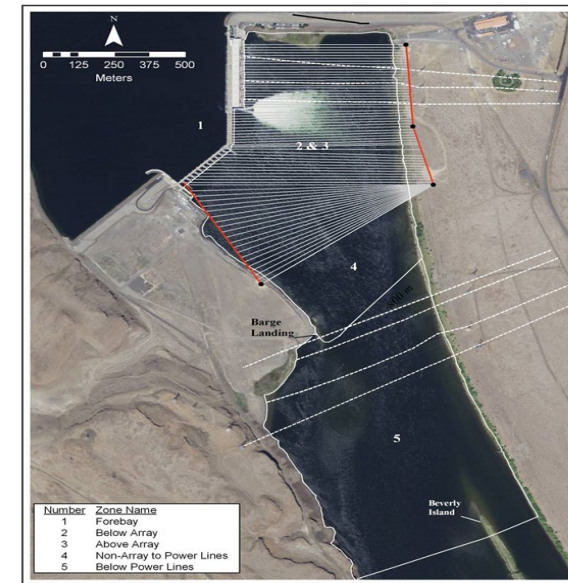 N
0 125 250 375 500
Meters
1
2 & 3
4
Barge
Landing
5
Beverly
Island
Number Zone Name
1 Forebay
2 Below Array
3 Above Array
4 Non-Array to Power Lines
5 Below Power Lines